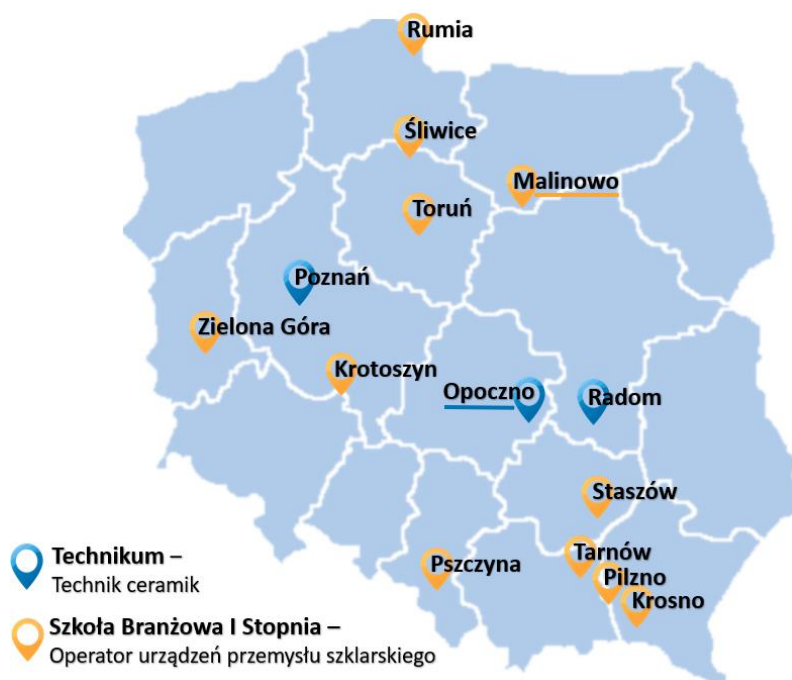 Rumia
Śliwice
Malinowo
Toruń
Poznań
Zielona Góra
Krotoszyn
Opoczno
Radom
Staszów
Tarnów
Pszczyna
Pilzno
Krosno
Technikum –
Technik ceramik
Szkoła Branżowa I Stopnia –
Operator urządzeń przemysłu szklarskiego